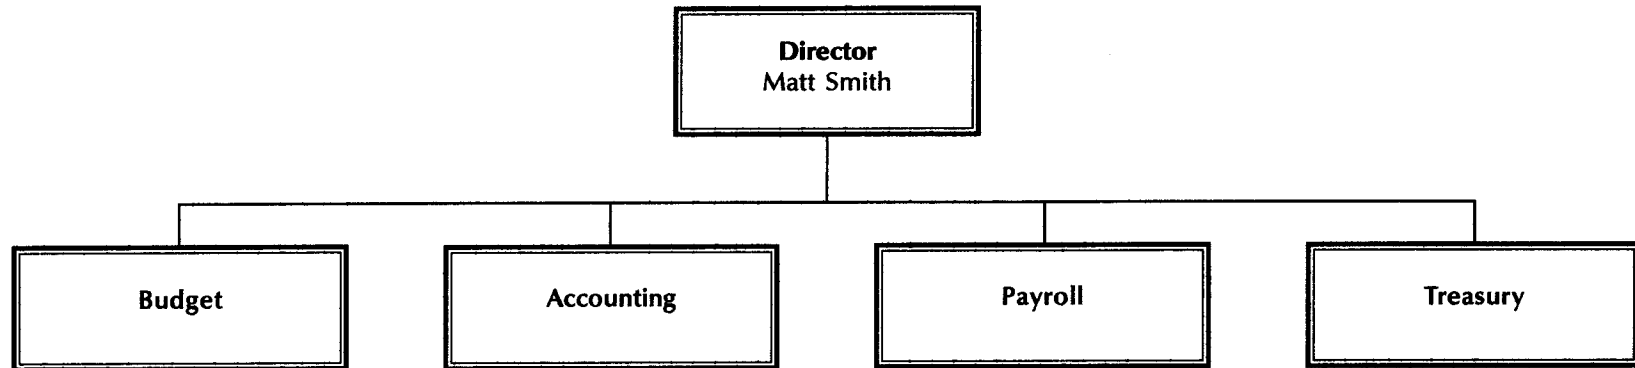 Director
Matt Smith
Budget
Accounting
Payroll
Treasury